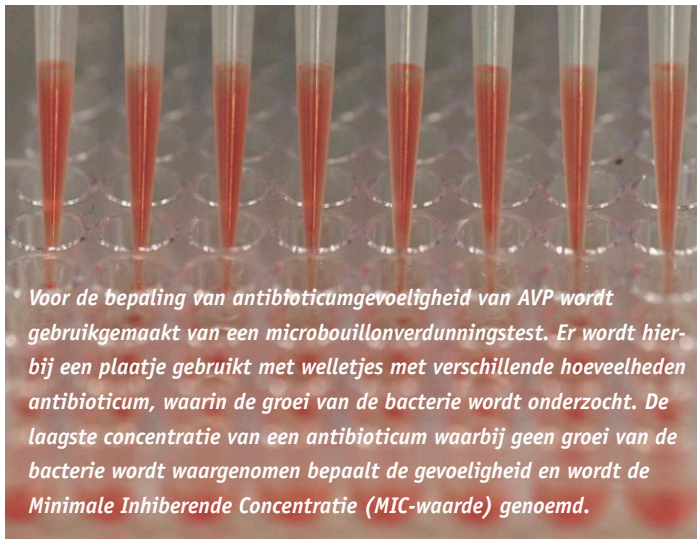 Voor de bepaling van antibioticumgevoeligheid van AVP wordt
gebruikgemaakt van een microbouillonverdunningstest. Er wordt hier-
bij een plaatje gebruikt met welletjes met verschillende hoeveelheden
antibioticum, waarin de groei van de bacterie wordt onderzocht. De
laagste concentratie van een antibioticum waarbij geen groei van de
bacterie wordt waargenomen bepaalt de gevoeligheid en wordt de
Minimale Inhiberende Concentratie (MIC-waarde) genoemd.